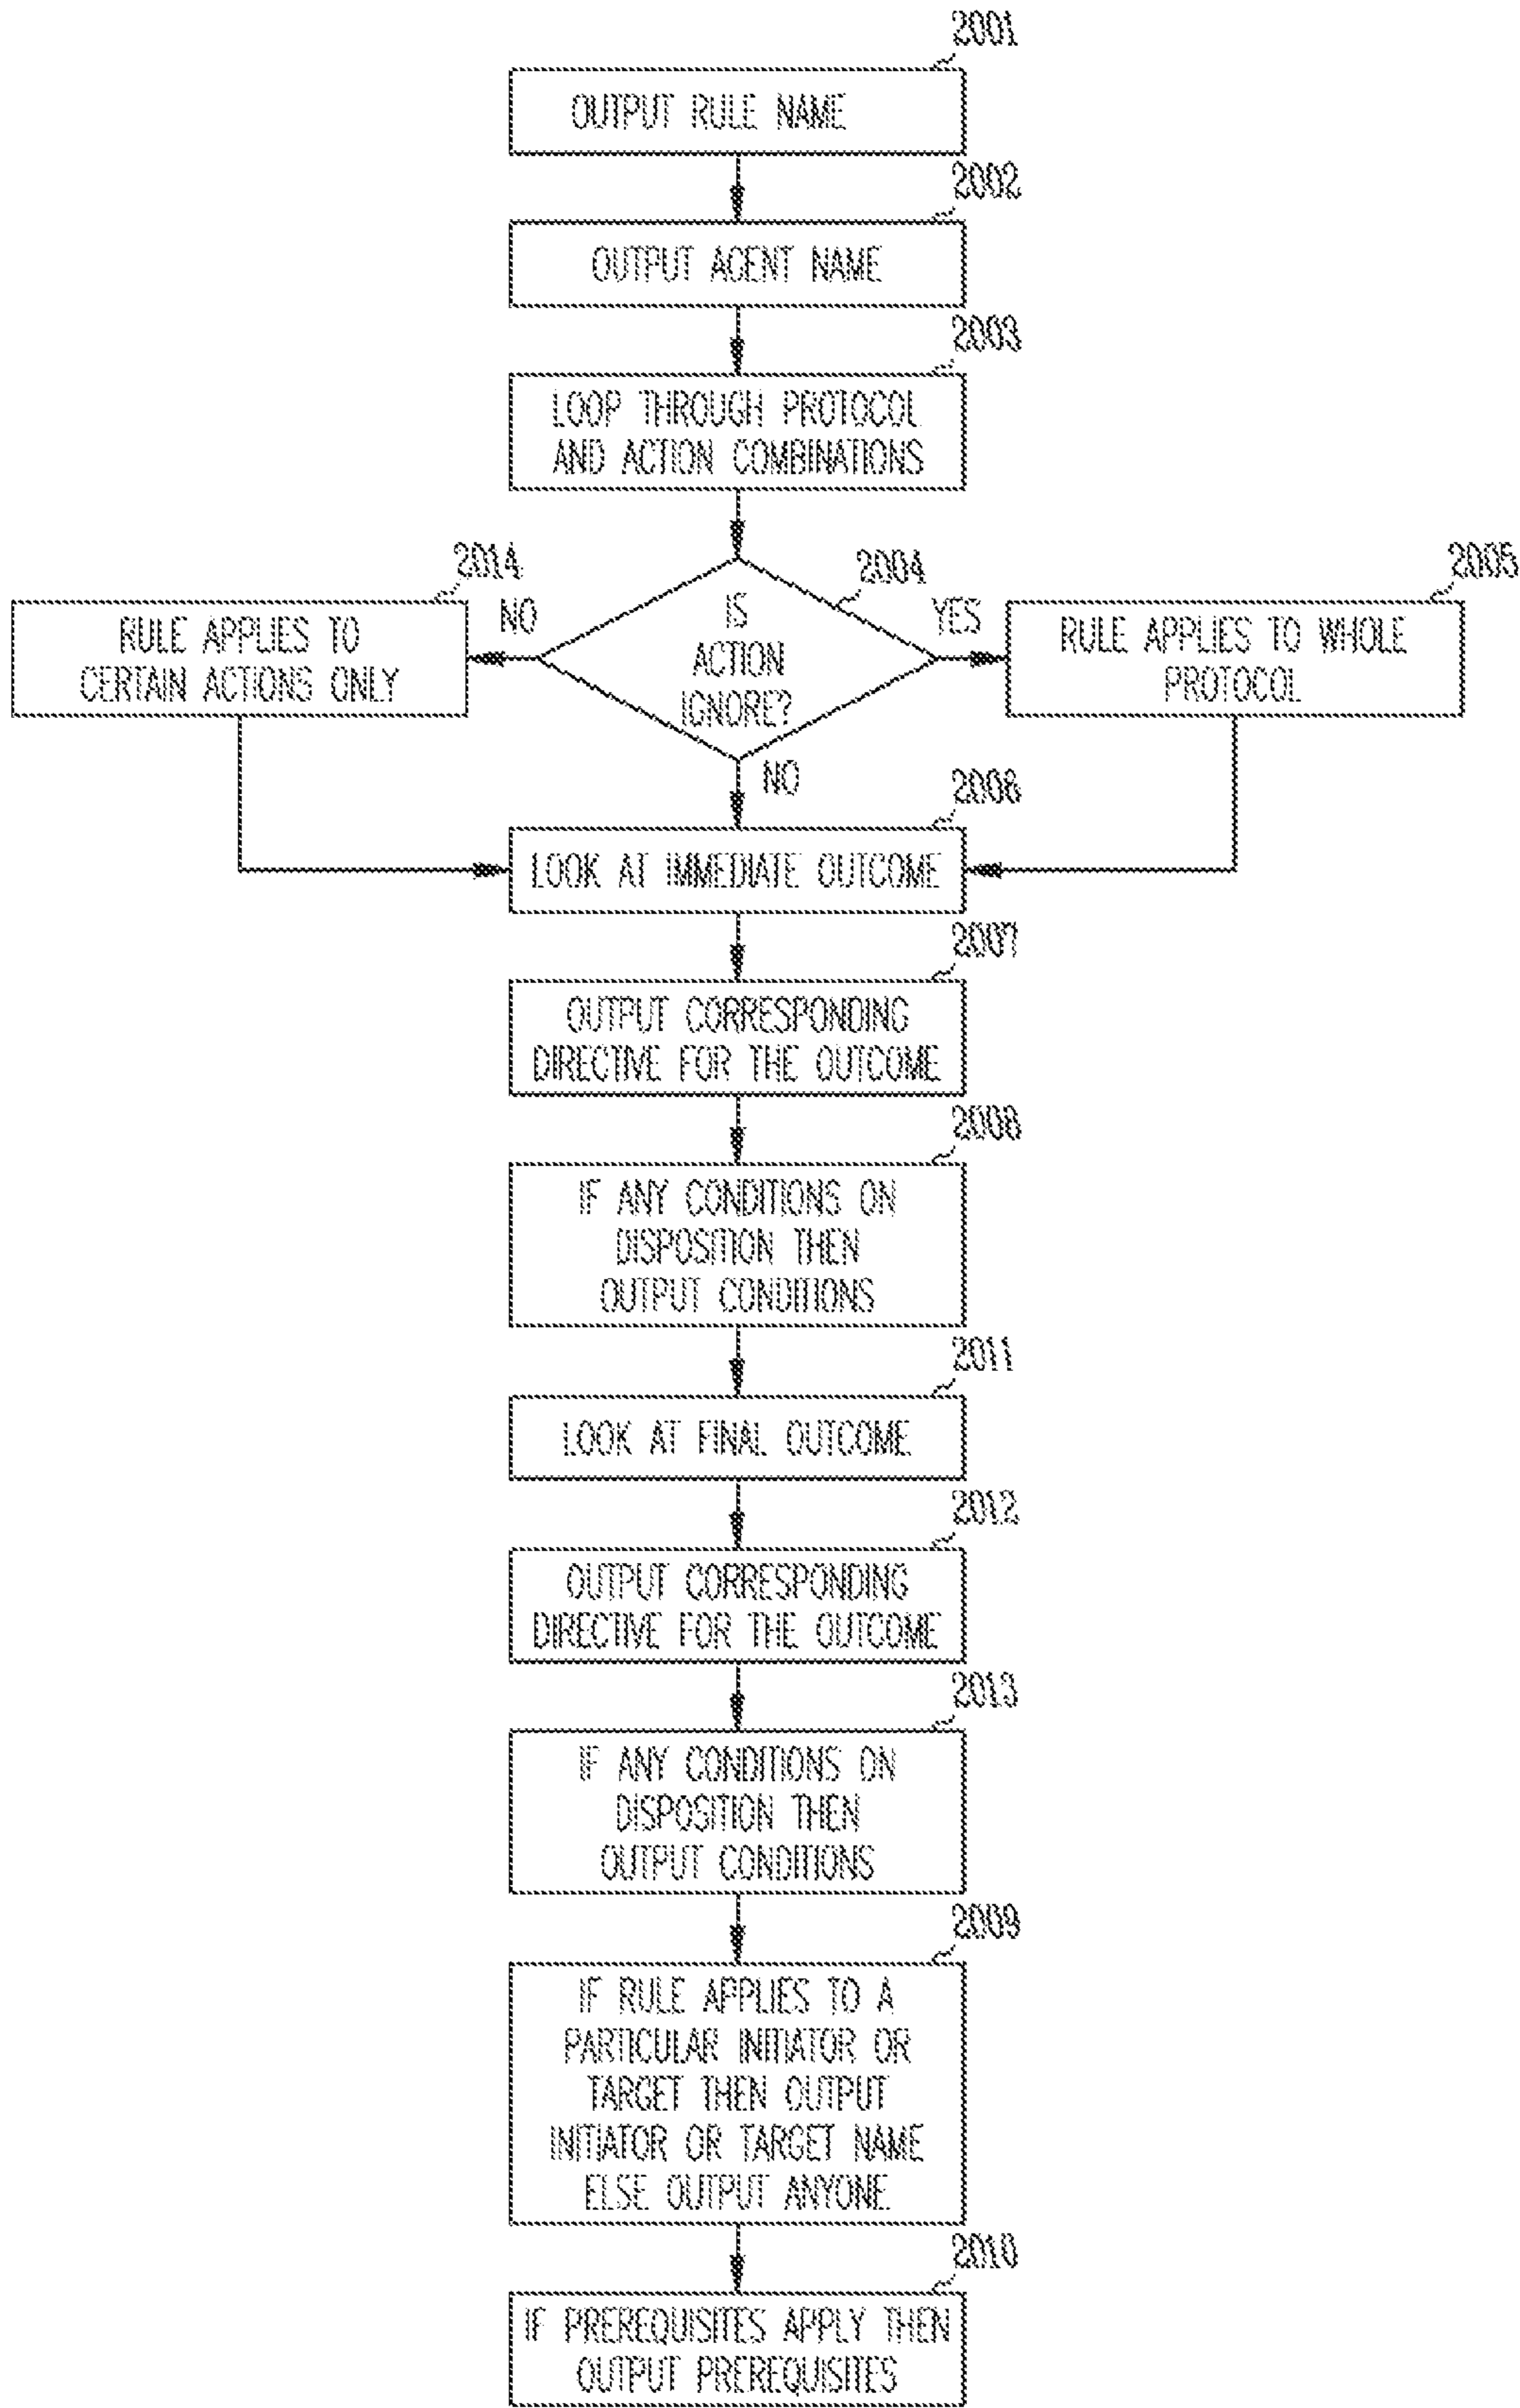 2001
OUTPUT RULE NAME
2002
OUTPUT AGENT NAME
2003
LOOP THROUGH PROTOCOL
AND ACTION COMBINATIONS
2014
RULE APPLIES TO
CERTAIN ACTIONS ONLY
NO
2004
IS
ACTION
IGNORE?
YES
2005
RULE APPLIES TO WHOLE
PROTOCOL
NO
2006
LOOK AT IMMEDIATE OUTCOME
2007
OUTPUT CORRESPONDING
DIRECTIVE FOR THE OUTCOME
2008
IF ANY CONDITIONS ON
DISPOSITION THEN
OUTPUT CONDITIONS
2011
LOOK AT FINAL OUTCOME
2012
OUTPUT CORRESPONDING
DIRECTIVE FOR THE OUTCOME
2013
IF ANY CONDITIONS ON
DISPOSITION THEN
OUTPUT CONDITIONS
2009
IF RULE APPLIES TO A
PARTICULAR INITIATOR OR
TARGET THEN OUTPUT
INITIATOR OR TARGET NAME
ELSE OUTPUT ANYONE
2010
IF PREREQUISITES APPLY THEN
OUTPUT PREREQUISITES